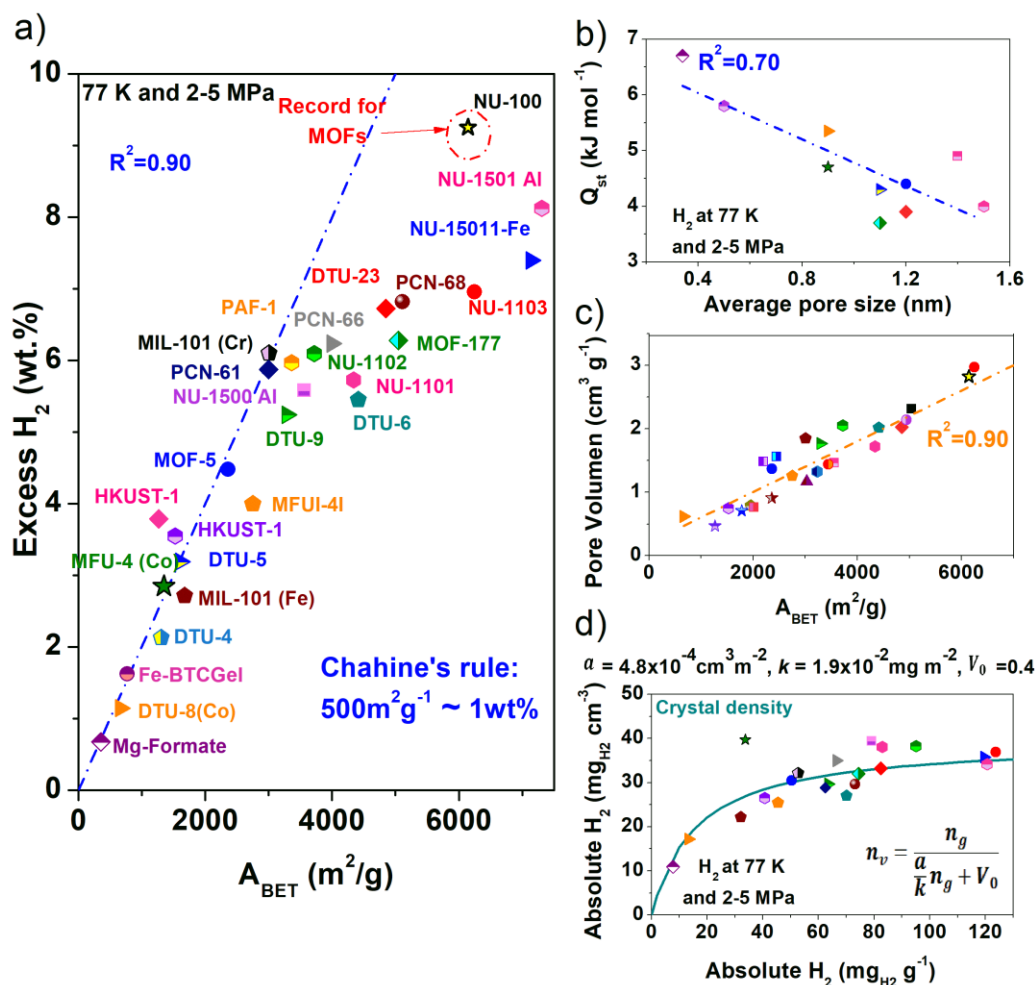 a)
77 K and 2-5 MPa
R²=0.90
Record for
MOFs
NU-100
NU-1501 Al
NU-15011-Fe
DTU-23
PCN-68
NU-1103
PAF-1
PCN-66
MIL-101 (Cr)
MOF-177
NU-1102
PCN-61
NU-1101
NU-1500 Al
DTU-6
DTU-9
MOF-5
MFUI-4l
HKUST-1
HKUST-1
MFU-4 (Co)
DTU-5
MIL-101 (Fe)
DTU-4
Fe-BTCGel
Chahine's rule:
500m²g⁻¹ ~ 1wt%
DTU-8(Co)
Mg-Formate
Excess H₂ (wt.%)
10
8
6
4
2
0
0 2000 4000 6000
A_BET (m²/g)
b)
Q_st (kJ mol⁻¹)
7
6
5
4
3
R²=0.70
H₂ at 77 K
and 2-5 MPa
0.3 0.6 0.9 1.2 1.5
Average pore size (nm)
c)
Pore Volumen (cm³ g⁻¹)
3
2
1
0
R²=0.90
0 2000 4000 6000
A_BET (m²/g)
d)
a = 4.8x10⁻⁴cm³m⁻², k = 1.9x10⁻²mg m⁻², V₀ =0.4
Absolute H₂ (mg_H2 cm⁻³)
50
40
30
20
10
0
Crystal density
H₂ at 77 K
and 2-5 MPa
n_v = n_g / (a/k n_g + V₀)
0 20 40 60 80 100 120
Absolute H₂ (mg_H2 g⁻¹)